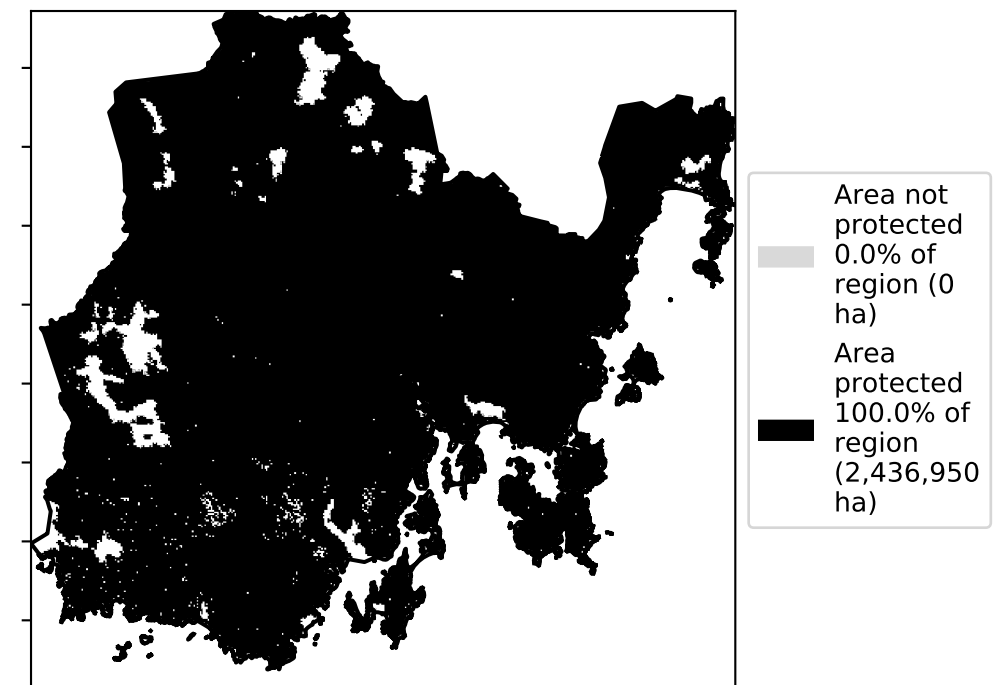 Area not
protected
0.0% of
region (0
ha)
Area
protected
100.0% of
region
(2,436,950
ha)